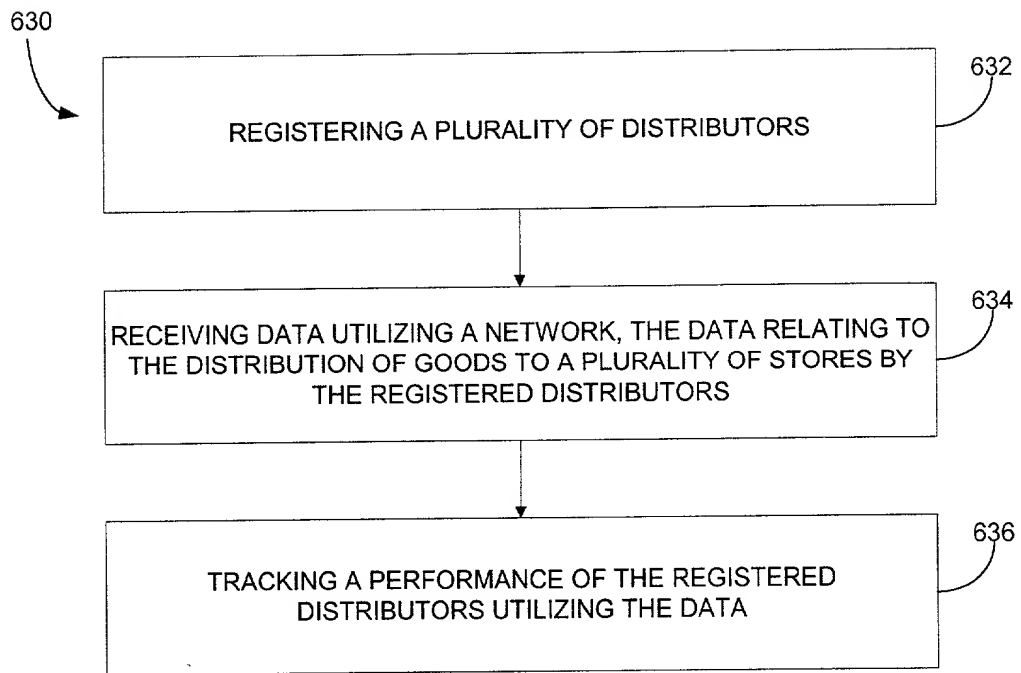 630
632
REGISTERING A PLURALITY OF DISTRIBUTORS
634
RECEIVING DATA UTILIZING A NETWORK, THE DATA RELATING TO
THE DISTRIBUTION OF GOODS TO A PLURALITY OF STORES BY
THE REGISTERED DISTRIBUTORS
636
TRACKING A PERFORMANCE OF THE REGISTERED
DISTRIBUTORS UTILIZING THE DATA